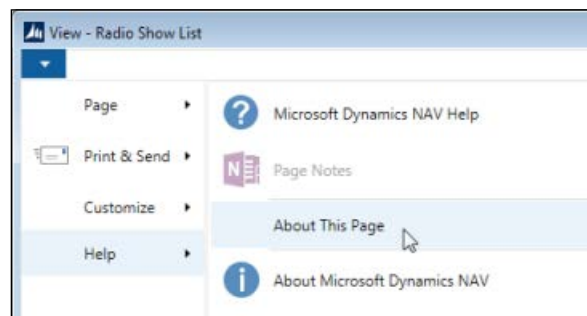 View - Radio Show List
Page
Print & Send
Customize
Help
Microsoft Dynamics NAV Help
Page Notes
About This Page
About Microsoft Dynamics NAV